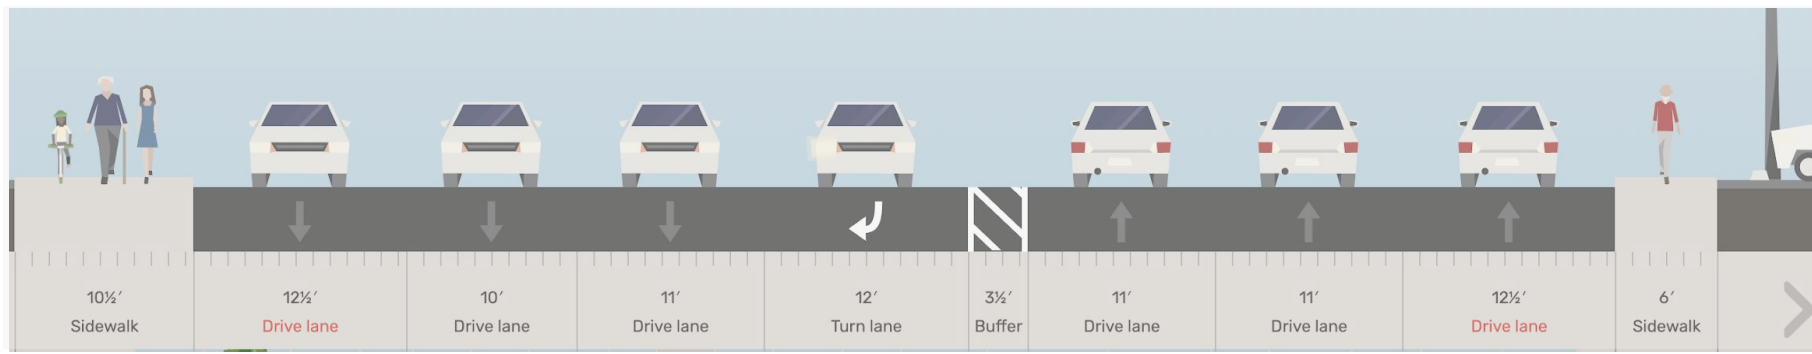 10½′
Sidewalk
12½′
Drive lane
10′
Drive lane
11′
Drive lane
12′
Turn lane
3½′
Buffer
11′
Drive lane
11′
Drive lane
12½′
Drive lane
6′
Sidewalk